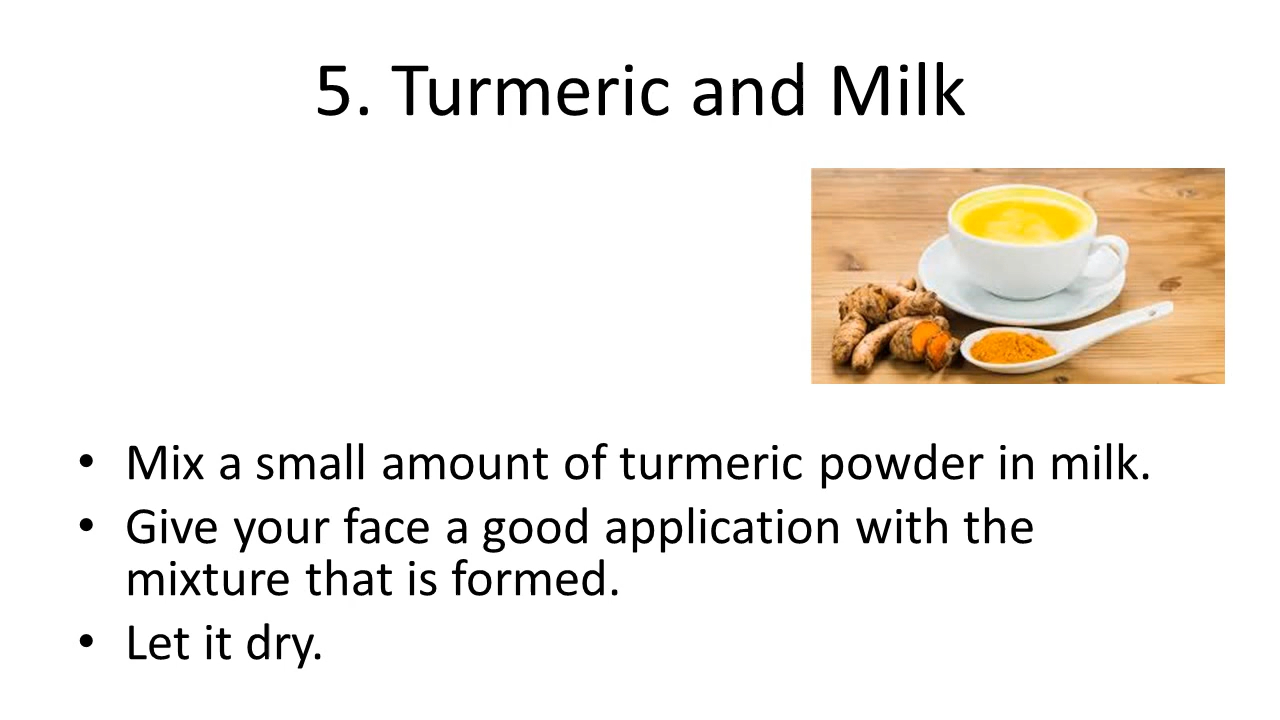 5. Turmeric and Milk
• Mix a small amount of turmeric powder in milk.
• Give your face a good application with the
mixture that is formed.
• Let it dry.